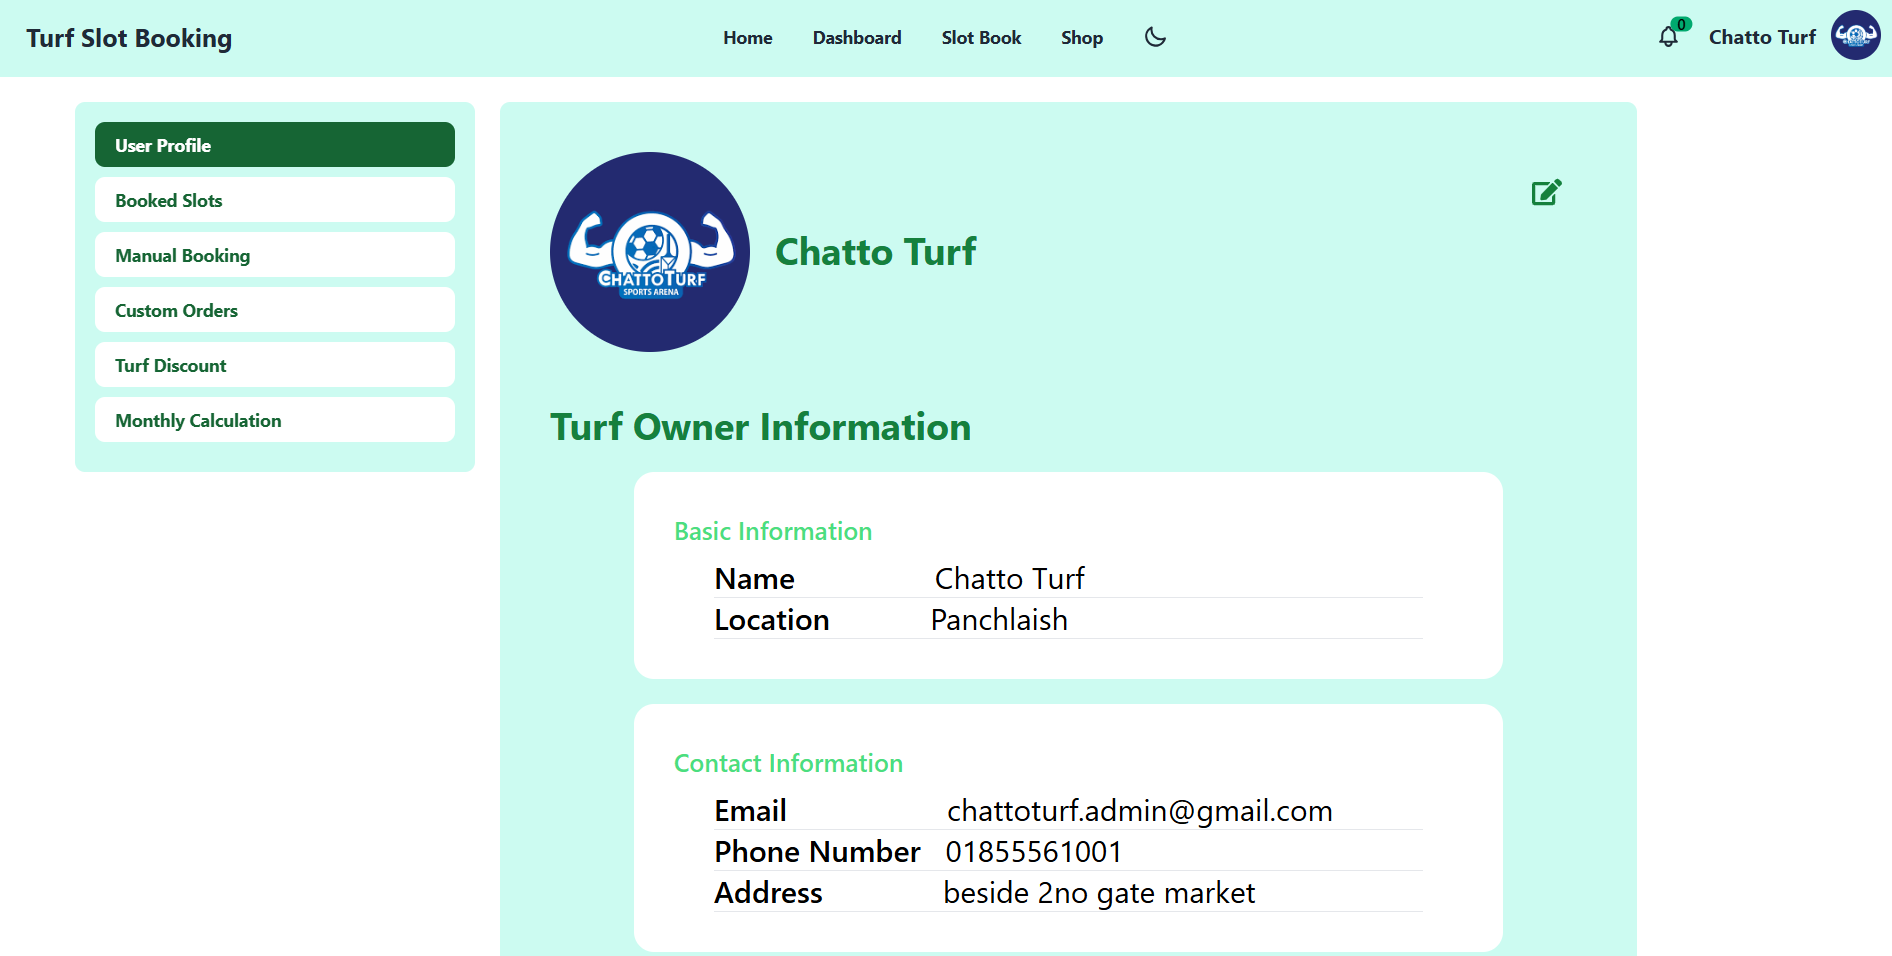 Turf Slot Booking
Home Dashboard Slot Book Shop
0
Chatto Turf
User Profile
Booked Slots
Manual Booking
Custom Orders
Turf Discount
Monthly Calculation
CHATTOTURF
SPORTS ARENA
Chatto Turf
Turf Owner Information
Basic Information
Name Chatto Turf
Location Panchlaish
Contact Information
Email chattoturf.admin@gmail.com
Phone Number 01855561001
Address beside 2no gate market